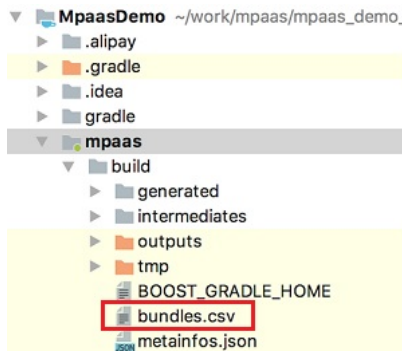 MpaasDemo ~/work/mpaas/mpaas_demo_
.alipay
.gradle
.idea
gradle
mpaas
build
generated
intermediates
outputs
tmp
BOOST_GRADLE_HOME
bundles.csv
metainfos.json